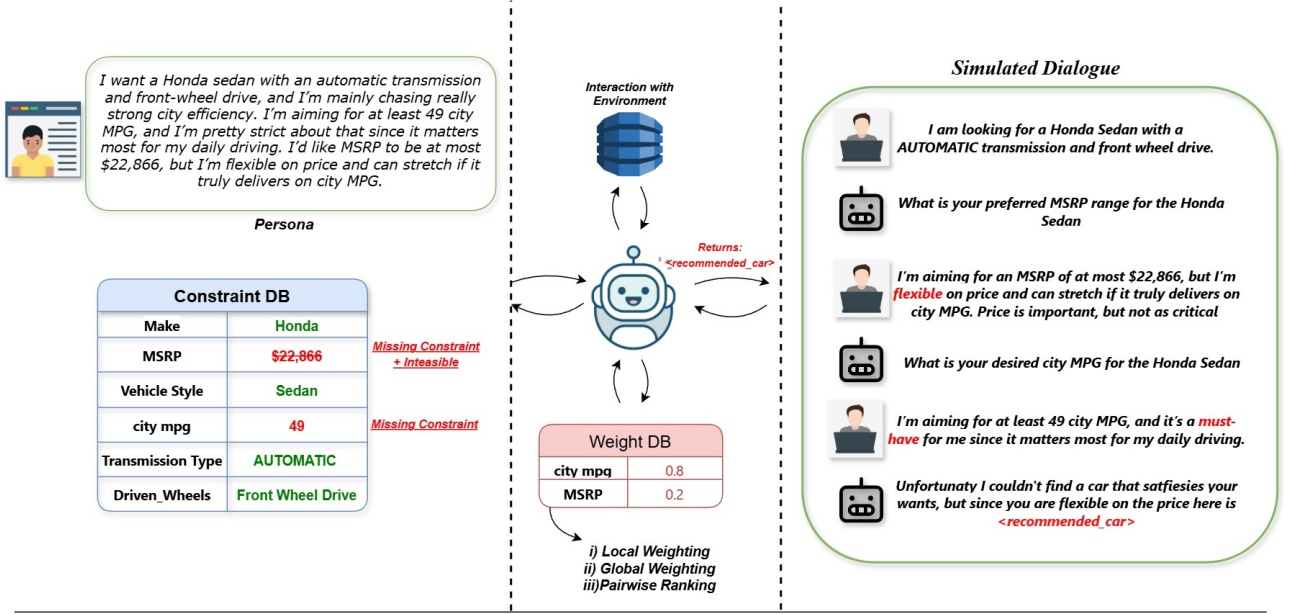 I want a Honda sedan with an automatic transmission
and front-wheel drive, and I'm mainly chasing really
strong city efficiency. I'm aiming for at least 49 city
MPG, and I'm pretty strict about that since it matters
most for my daily driving. I'd like MSRP to be at most
$22,866, but I'm flexible on price and can stretch if it
truly delivers on city MPG.
Persona
Constraint DB
Make Honda
MSRP $22,866
Missing Constraint
+ Inteasible
Vehicle Style Sedan
city mpg 49
Missing Constraint
Transmission Type AUTOMATIC
Driven_Wheels Front Wheel Drive
Interaction with
Environment
Returns:
<recommended_car>
Weight DB
city mpg 0.8
MSRP 0.2
i) Local Weighting
ii) Global Weighting
iii)Pairwise Ranking
Simulated Dialogue
I am looking for a Honda Sedan with a
AUTOMATIC transmission and front wheel drive.
What is your preferred MSRP range for the Honda
Sedan
I'm aiming for an MSRP of at most $22,866, but I'm
flexible on price and can stretch if it truly delivers on
city MPG. Price is important, but not as critical
What is your desired city MPG for the Honda Sedan
I'm aiming for at least 49 city MPG, and it's a must-
have for me since it matters most for my daily driving.
Unfortunaty I couldn't find a car that satfiesies your
wants, but since you are flexible on the price here is
<recommended_car>